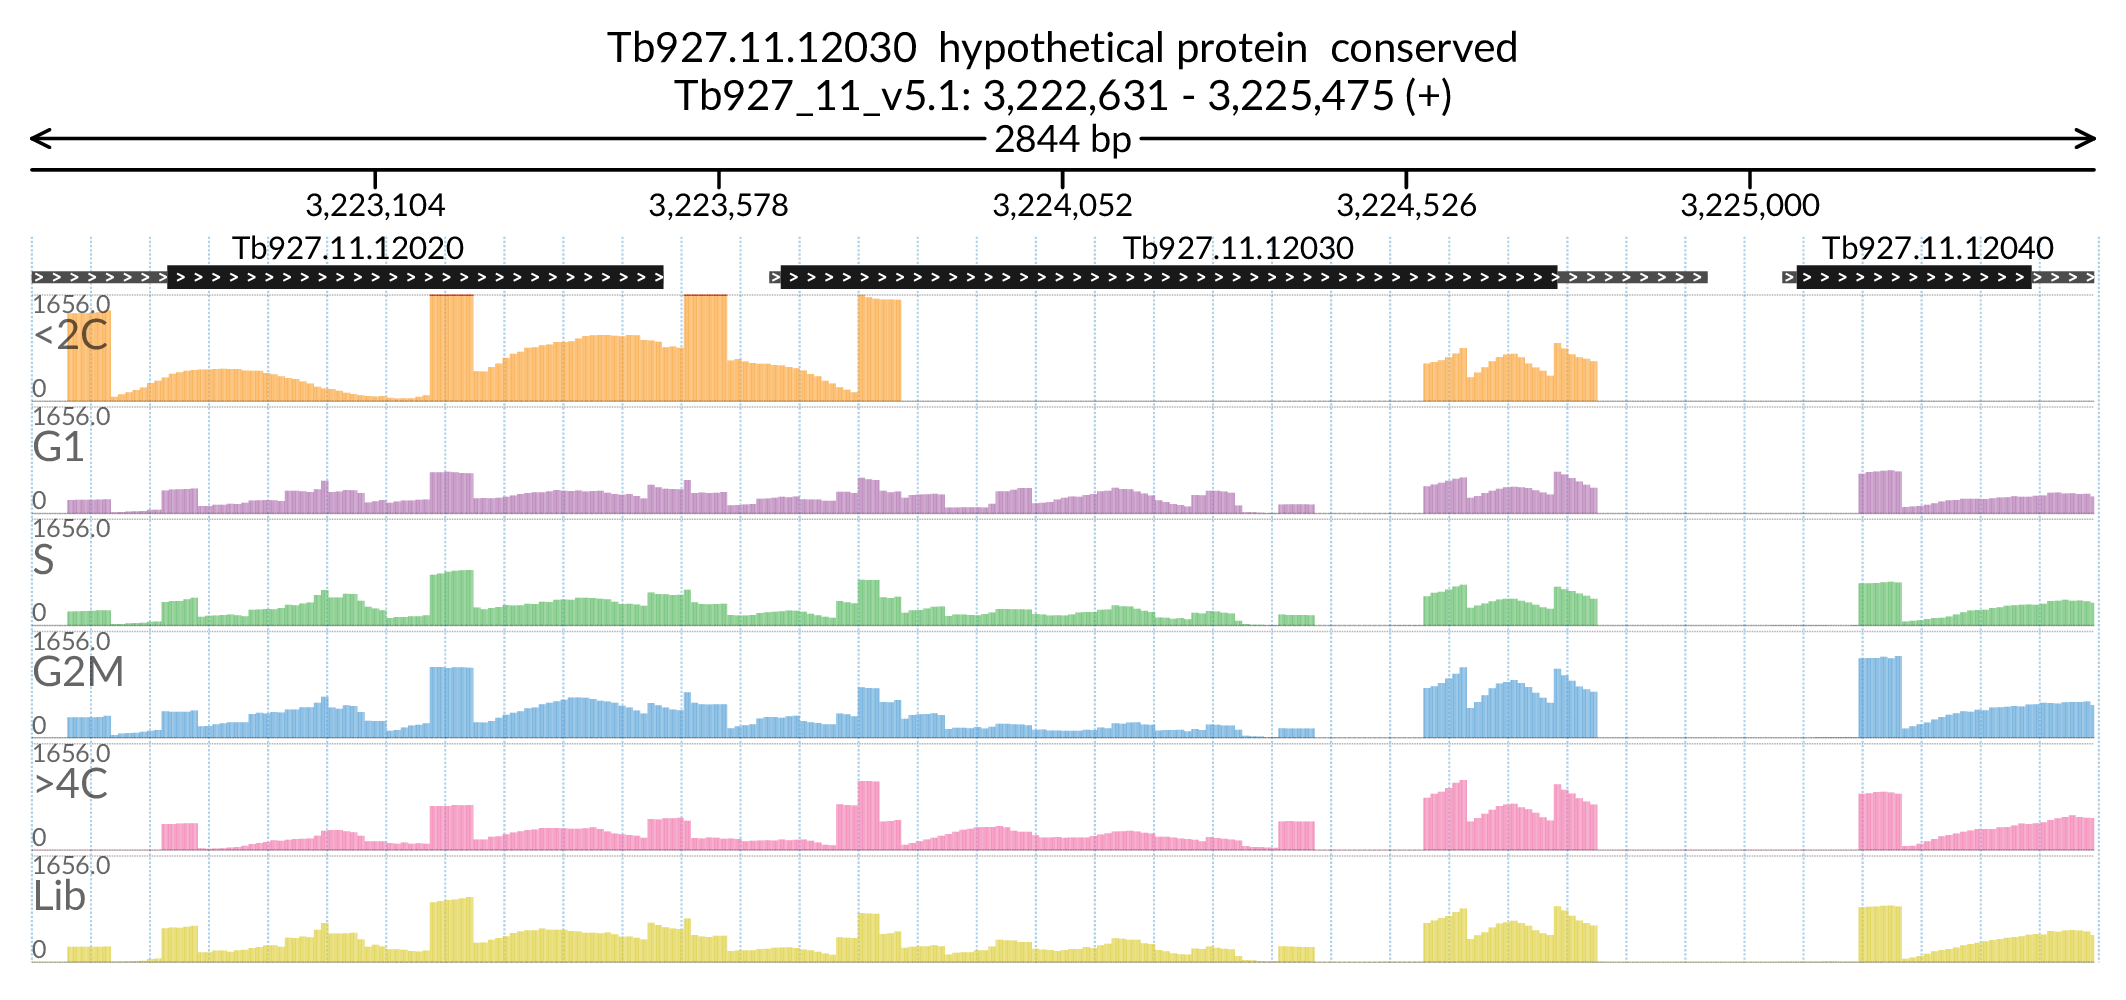 Tb927.11.12030 hypothetical protein conserved
Tb927_11_v5.1: 3,222,631 - 3,225,475 (+)
2844 bp
3,223,104 3,223,578 3,224,052 3,224,526 3,225,000
Tb927.11.12020 Tb927.11.12030 Tb927.11.12040
1656.0
<2C
0
1656.0
G1
0
1656.0
S
0
1656.0
G2M
0
1656.0
>4C
0
1656.0
Lib
0